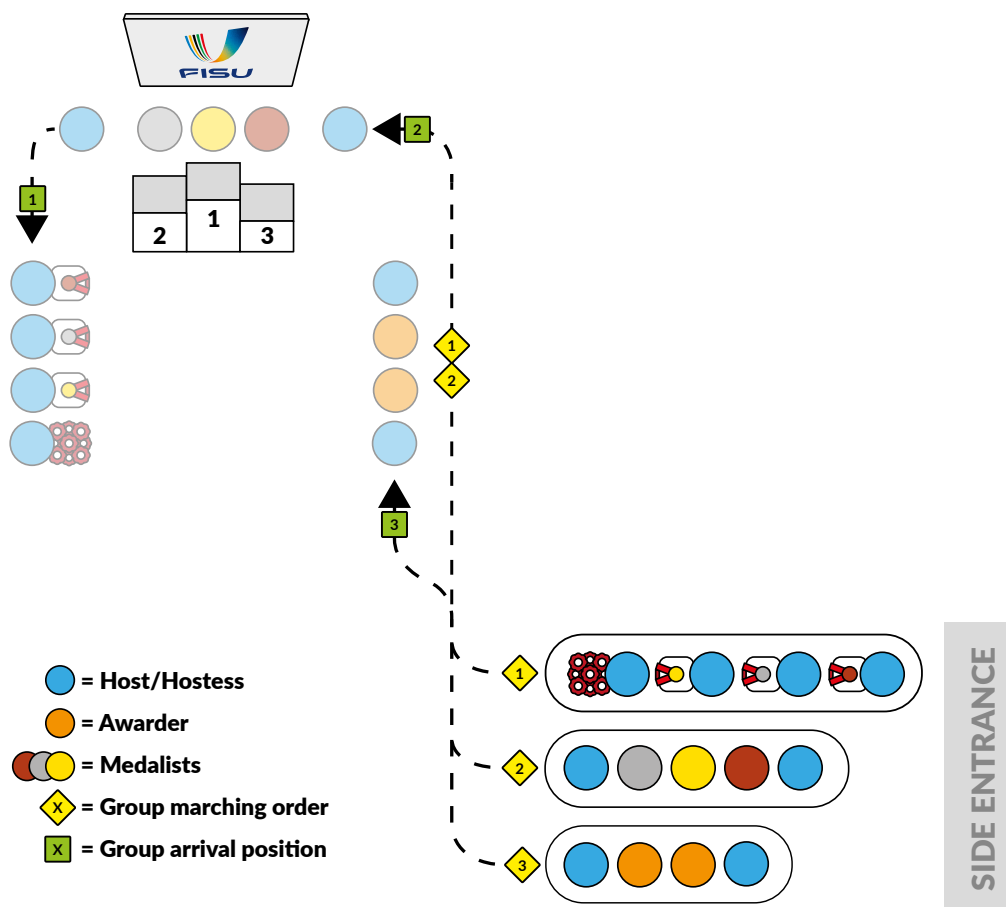 FISU
2
1
2
1
3
1
2
3
1
= Host/Hostess
= Awarder
2
= Medalists
X = Group marching order
X = Group arrival position
3
SIDE ENTRANCE